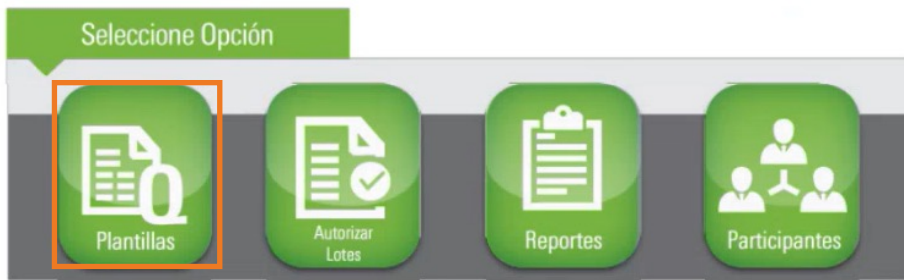 Seleccione Opción
Plantillas
Autorizar
Lotes
Reportes
Participantes